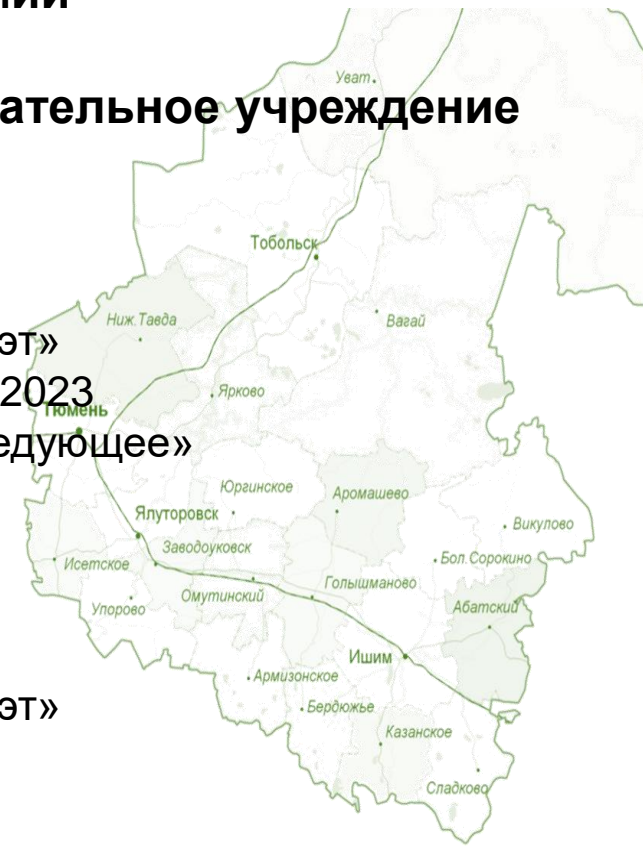 нии
Уват
ательное учреждение
Тобольск
Ниж.Тавда
Вагай
эт»
Ярково
2023
Тюмень
едующее»
Юргинское
Аромашево
Ялуторовск
Викулово
Заводоуковск
Бол.Сорокино
Исетское
Голышманово
Омутинский
Абатский
Упорово
Ишим
Армизонское
Бердюжье
эт»
Казанское
Сладково